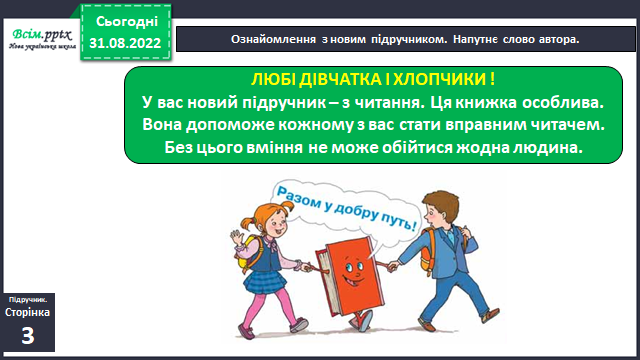 Всім.pptx
Нова українська школа
Сьогодні
31.08.2022
Ознайомлення з новим підручником. Напутнє слово автора.
ЛЮБІ ДІВЧАТКА І ХЛОПЧИКИ !
У вас новий підручник – з читання. Ця книжка особлива.
Вона допоможе кожному з вас стати вправним читачем.
Без цього вміння не може обійтися жодна людина.
Разом у добру путь!
Підручник.
Сторінка
3